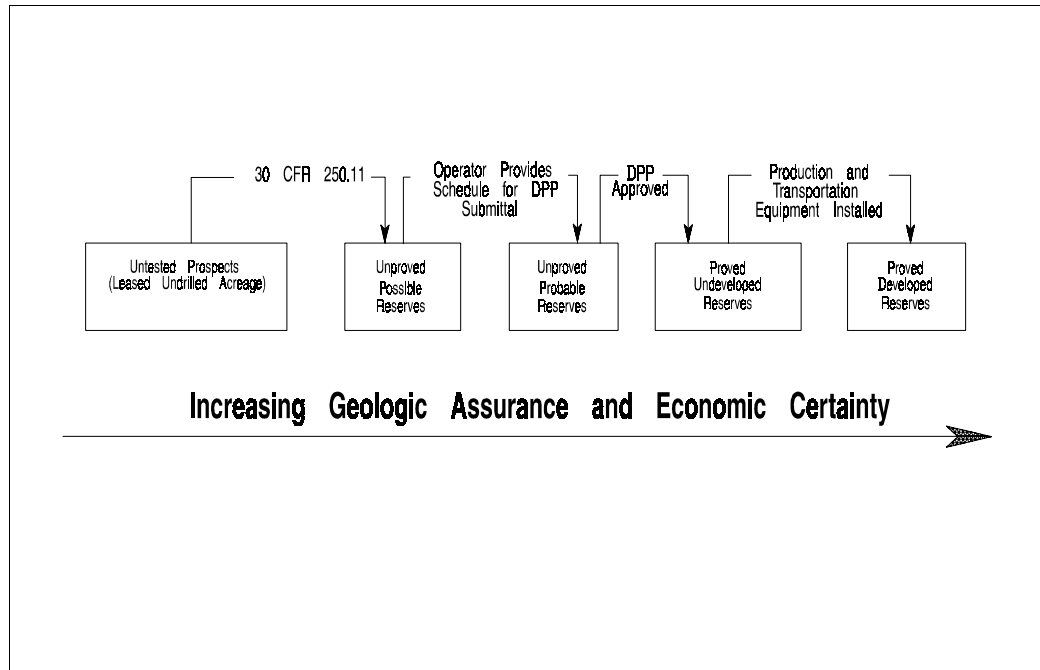 30 CFR 250.11
Operator Provides
Schedule for DPP
Submittal
DPP
Approved
Production and
Transportation
Equipment Installed
Untested Prospects
(Leased Undrilled Acreage)
Unproved
Possible
Reserves
Unproved
Probable
Reserves
Proved
Undeveloped
Reserves
Proved
Developed
Reserves
Increasing Geologic Assurance and Economic Certainty